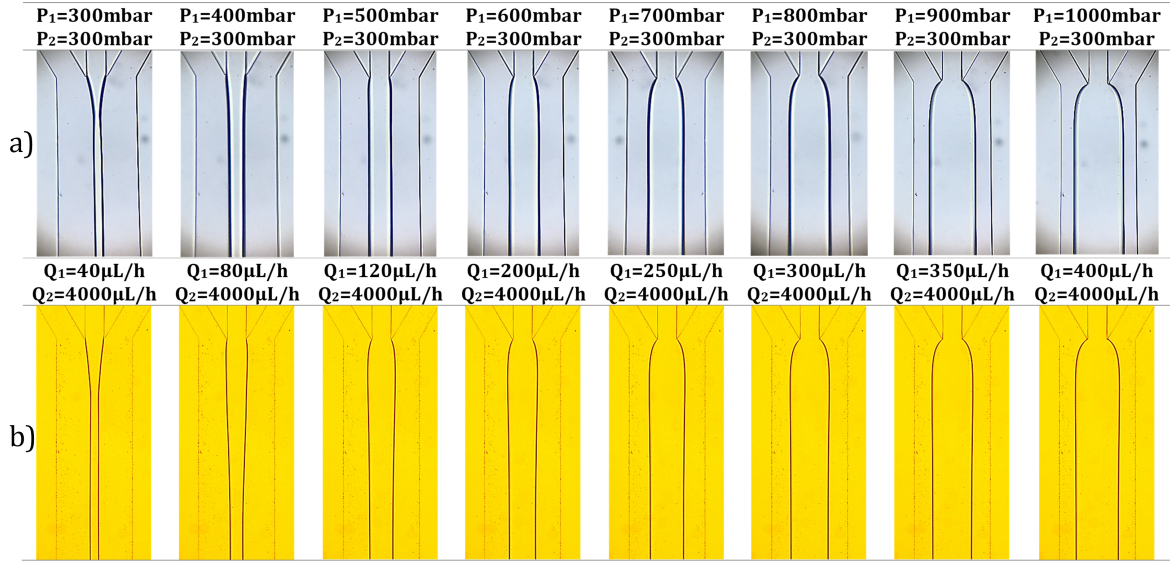 P₁=300mbar P₁=400mbar P₁=500mbar P₁=600mbar P₁=700mbar P₁=800mbar P₁=900mbar P₁=1000mbar
P₂=300mbar P₂=300mbar P₂=300mbar P₂=300mbar P₂=300mbar P₂=300mbar P₂=300mbar P₂=300mbar
a)
Q₁=40μL/h Q₁=80μL/h Q₁=120μL/h Q₁=200μL/h Q₁=250μL/h Q₁=300μL/h Q₁=350μL/h Q₁=400μL/h
Q₂=4000μL/h Q₂=4000μL/h Q₂=4000μL/h Q₂=4000μL/h Q₂=4000μL/h Q₂=4000μL/h Q₂=4000μL/h Q₂=4000μL/h
b)